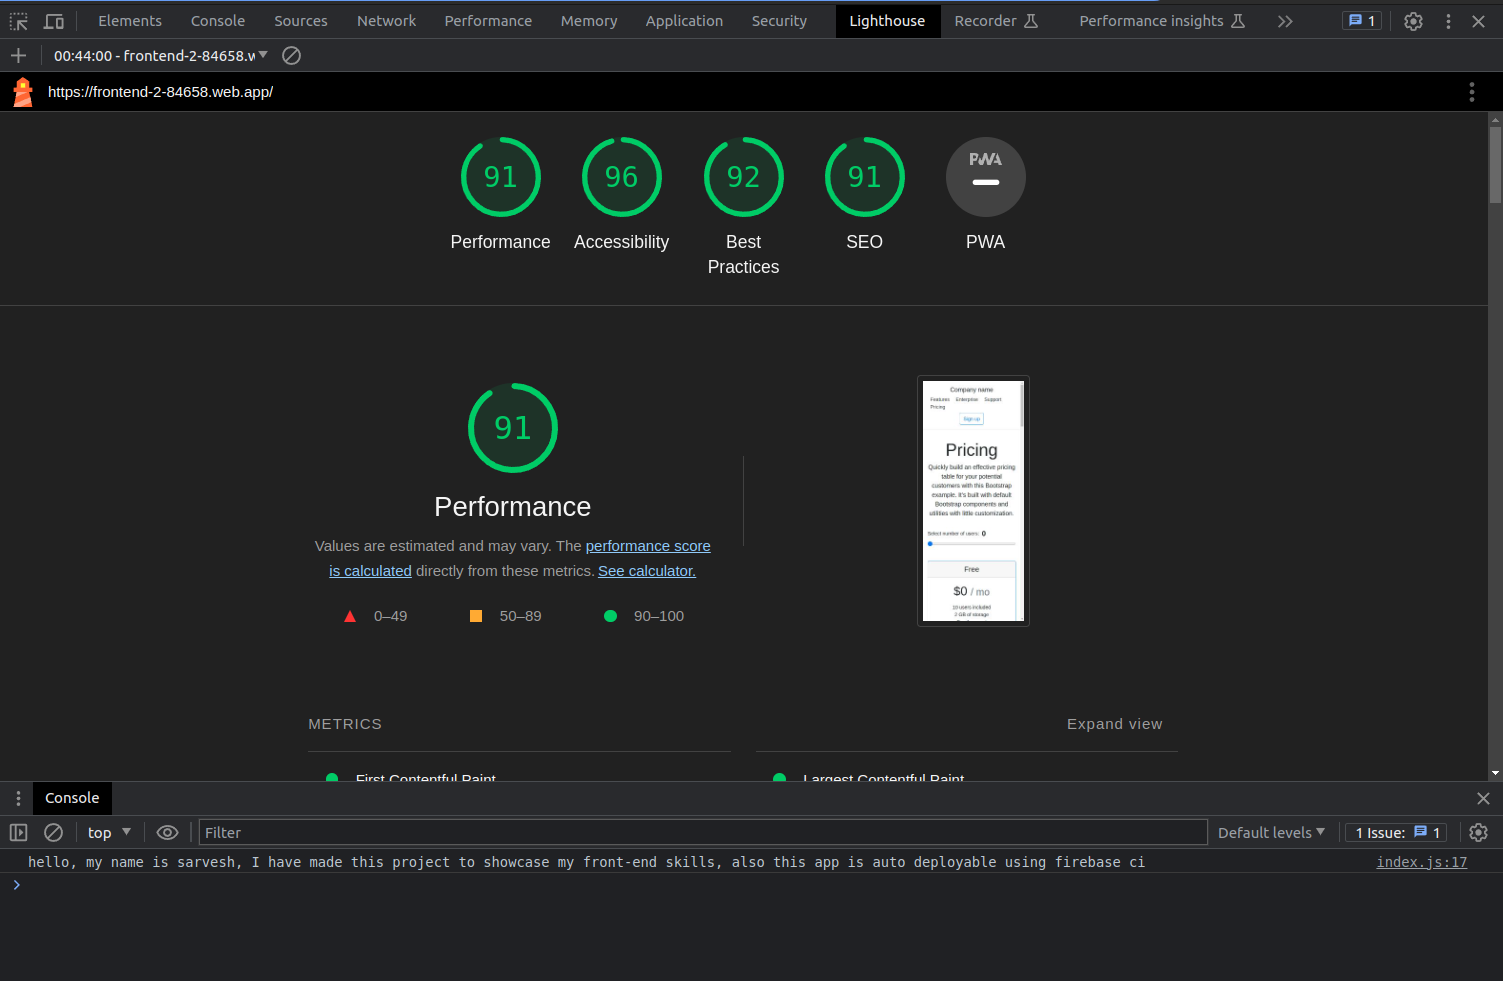 Elements Console Sources Network Performance Memory Application Security Lighthouse Recorder Performance insights 1
00:44:00 - frontend-2-84658.w
https://frontend-2-84658.web.app/
91 96 92 91 PWA
Performance Accessibility Best Practices SEO PWA
91
Performance
Values are estimated and may vary. The performance score
is calculated directly from these metrics. See calculator.
0–49 50–89 90–100
Company name
Features Enterprise Support
Pricing
Sign up
Pricing
Quickly build an effective pricing
table for your potential
customers with this Bootstrap
example. It's built with default
Bootstrap components and
utilities with little customization.
Select number of users: 0
Free
$0 / mo
10 users included
2 GB of storage
METRICS Expand view
First Contentful Paint Largest Contentful Paint
Console
top Filter Default levels 1 Issue: 1
hello, my name is sarvesh, I have made this project to showcase my front-end skills, also this app is auto deployable using firebase ci index.js:17